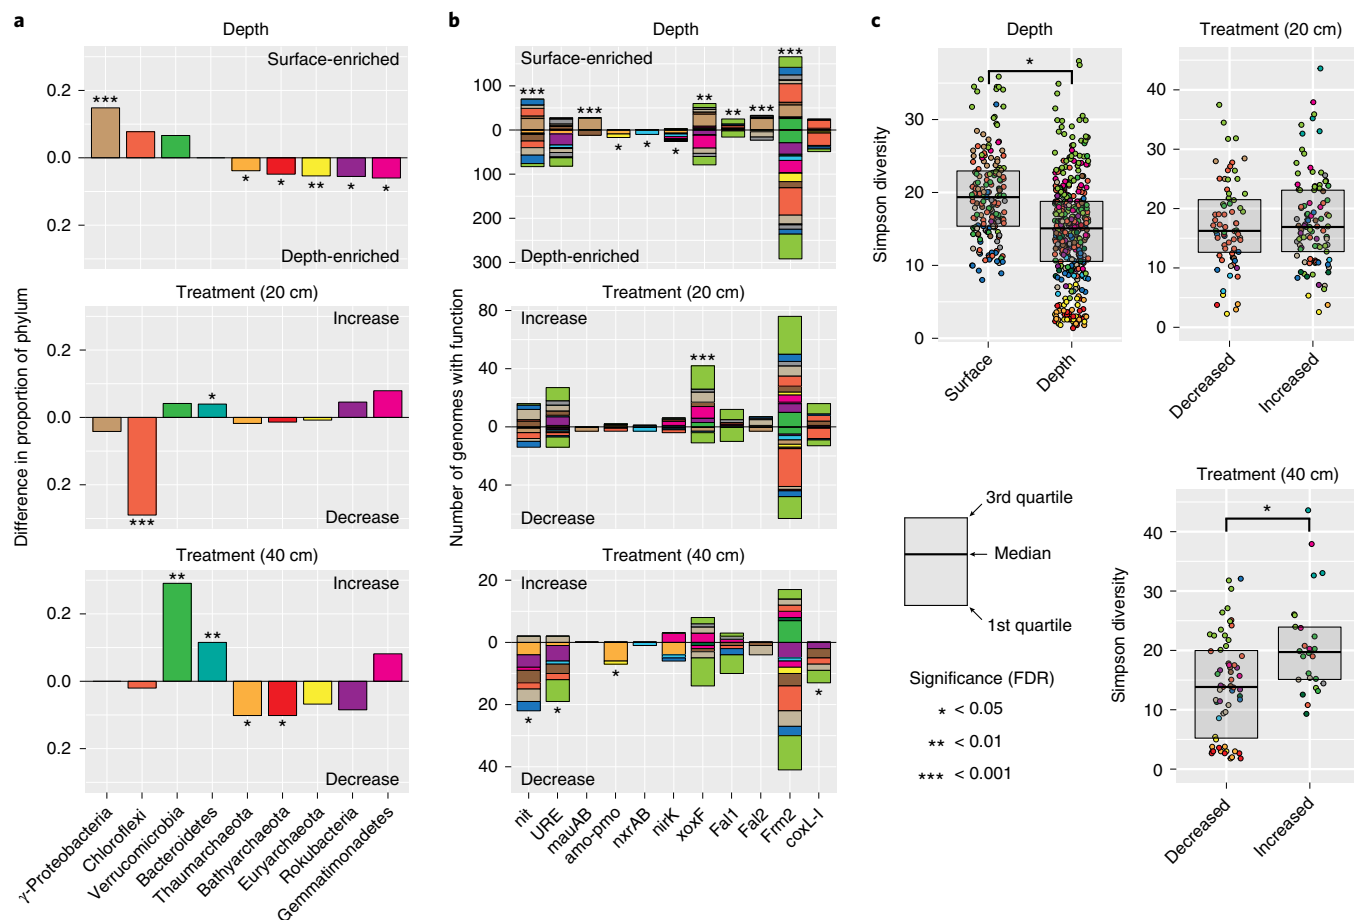 a
Depth
Surface-enriched
0.2
0.0
0.2
***
*
*
**
*
*
Depth-enriched
Treatment (20 cm)
Increase
0.2
0.0
0.2
***
*
Decrease
Treatment (40 cm)
Increase
0.2
0.0
0.2
**
**
*
*
Decrease
Difference in proportion of phylum
γ-Proteobacteria
Chloroflexi
Verrucomicrobia
Bacteroidetes
Thaumarchaeota
Bathyarchaeota
Euryarchaeota
Rokubacteria
Gemmatimonadetes
b
Depth
Surface-enriched
100
0
100
200
300
***
***
*
*
*
**
**
***
***
Depth-enriched
Treatment (20 cm)
Increase
80
40
0
40
***
Decrease
Treatment (40 cm)
Increase
20
0
20
40
*
*
*
*
Decrease
Number of genomes with function
nit
URE
mauAB
amo-pmo
nxrAB
nirK
xoxF
Fal1
Fal2
Frm2
coxL-I
c
Depth
*
30
20
10
0
Simpson diversity
Surface
Depth
Treatment (20 cm)
40
30
20
10
0
Decreased
Increased
3rd quartile
Median
1st quartile
Significance (FDR)
* < 0.05
** < 0.01
*** < 0.001
Treatment (40 cm)
*
40
30
20
10
0
Simpson diversity
Decreased
Increased